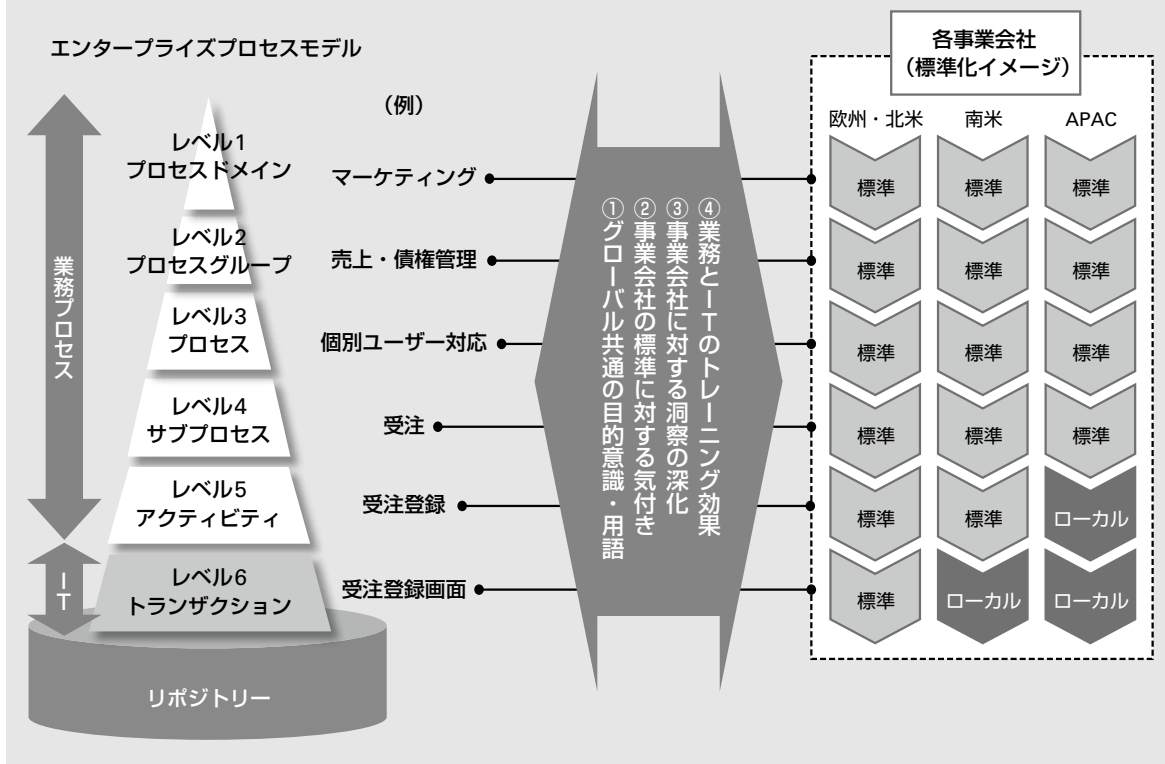 エンタープライズプロセスモデル
業務プロセス
IT
レベル1
プロセスドメイン
レベル2
プロセスグループ
レベル3
プロセス
レベル4
サブプロセス
レベル5
アクティビティ
レベル6
トランザクション
リポジトリー
（例）
マーケティング
売上・債権管理
個別ユーザー対応
受注
受注登録
受注登録画面
④業務とITのトレーニング効果
③事業会社に対する洞察の深化
②事業会社の標準に対する気付き
①グローバル共通の目的意識・用語
各事業会社
（標準化イメージ）
欧州・北米 南米 APAC
標準 標準 標準
標準 標準 標準
標準 標準 標準
標準 標準 標準
標準 標準 ローカル
標準 ローカル ローカル